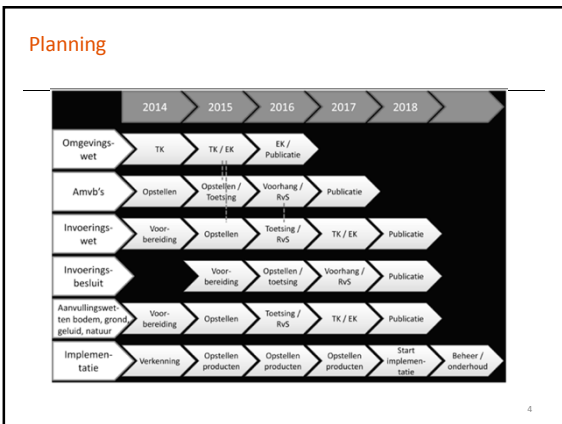 Planning
2014 2015 2016 2017 2018
Omgevings-
wet
TK
TK / EK
EK /
Publicatie
Amvb's
Opstellen
Opstellen /
Toetsing
Voorhang /
RvS
Publicatie
Invoerings-
wet
Voor-
bereiding
Opstellen
Toetsing /
RvS
TK / EK
Publicatie
Invoerings-
besluit
Voor-
bereiding
Opstellen /
toetsing
Voorhang /
RvS
Publicatie
Aanvullingswet-
ten bodem, grond,
geluid, natuur
Voor-
bereiding
Opstellen
Toetsing /
RvS
TK / EK
Publicatie
Implemen-
tatie
Verkenning
Opstellen
producten
Opstellen
producten
Opstellen
producten
Start
implemen-
tatie
Beheer /
onderhoud
4